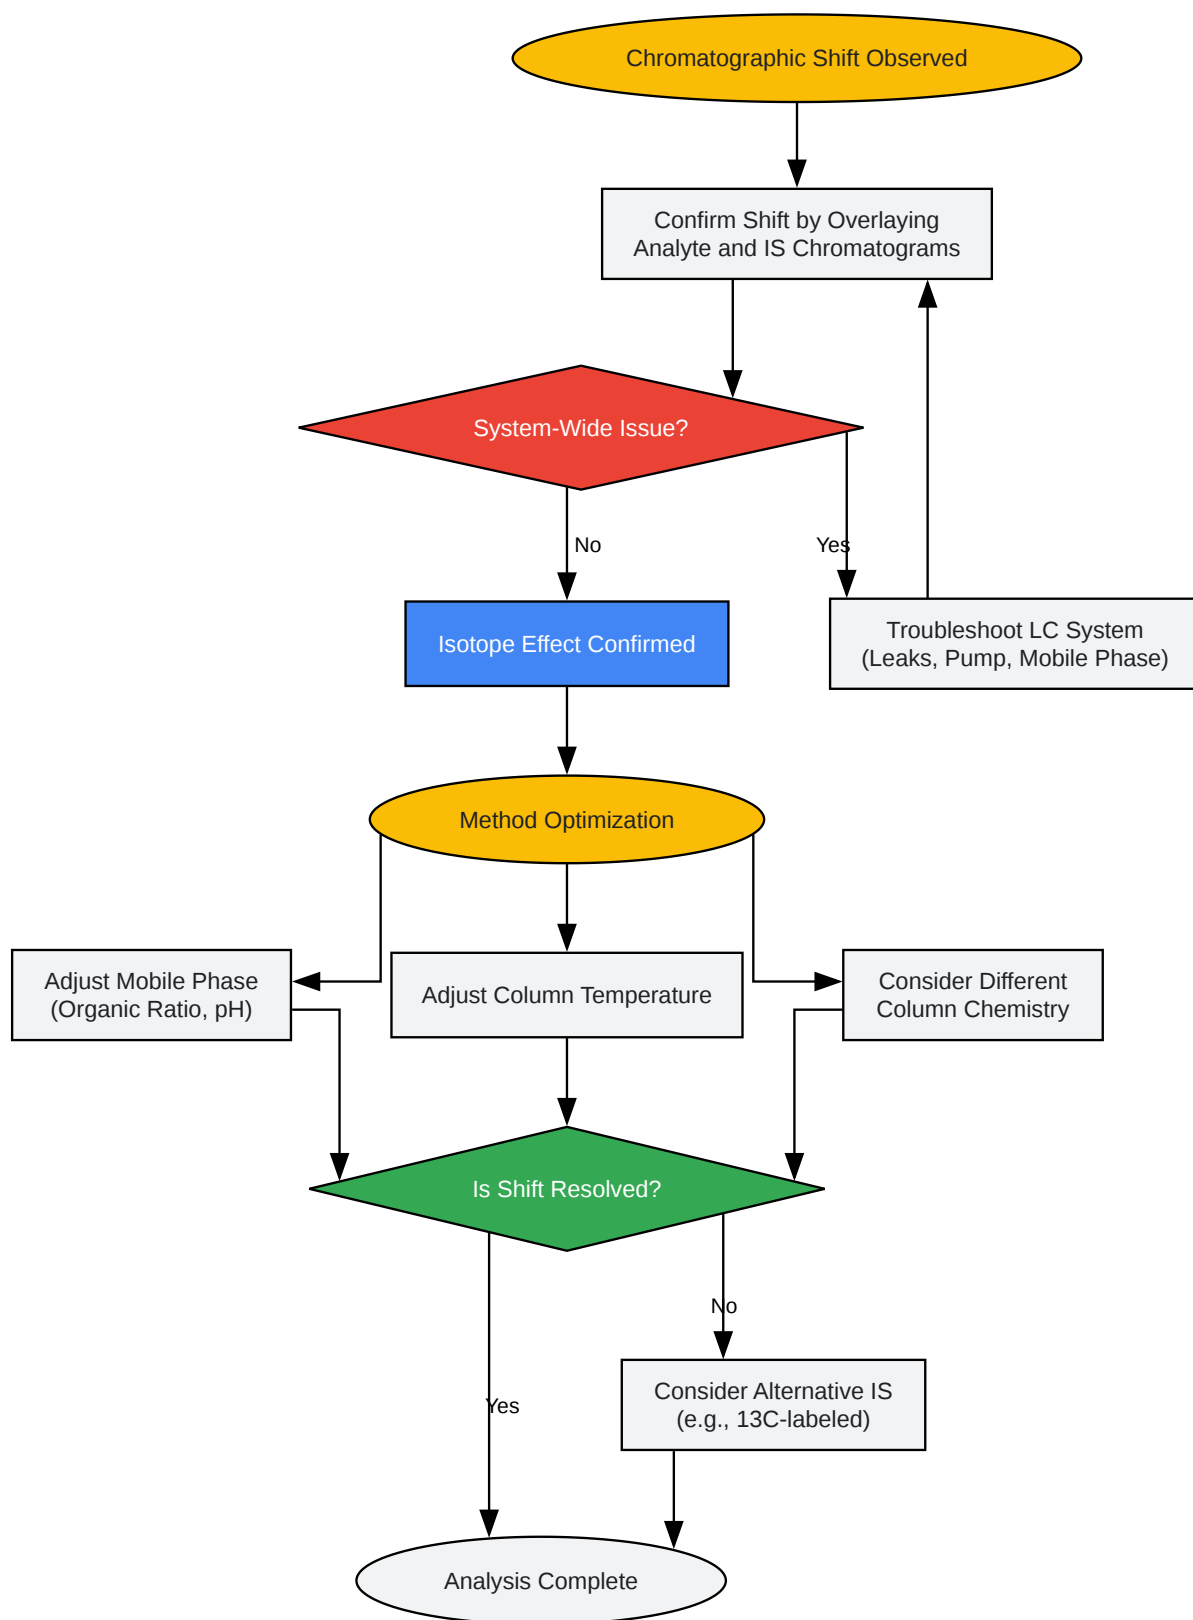 Chromatographic Shift Observed
Confirm Shift by Overlaying
Analyte and IS Chromatograms
System-Wide Issue?
No
Yes
Isotope Effect Confirmed
Troubleshoot LC System
(Leaks, Pump, Mobile Phase)
Method Optimization
Adjust Mobile Phase
(Organic Ratio, pH)
Adjust Column Temperature
Consider Different
Column Chemistry
Is Shift Resolved?
No
Consider Alternative IS
(e.g., 13C-labeled)
Yes
Analysis Complete